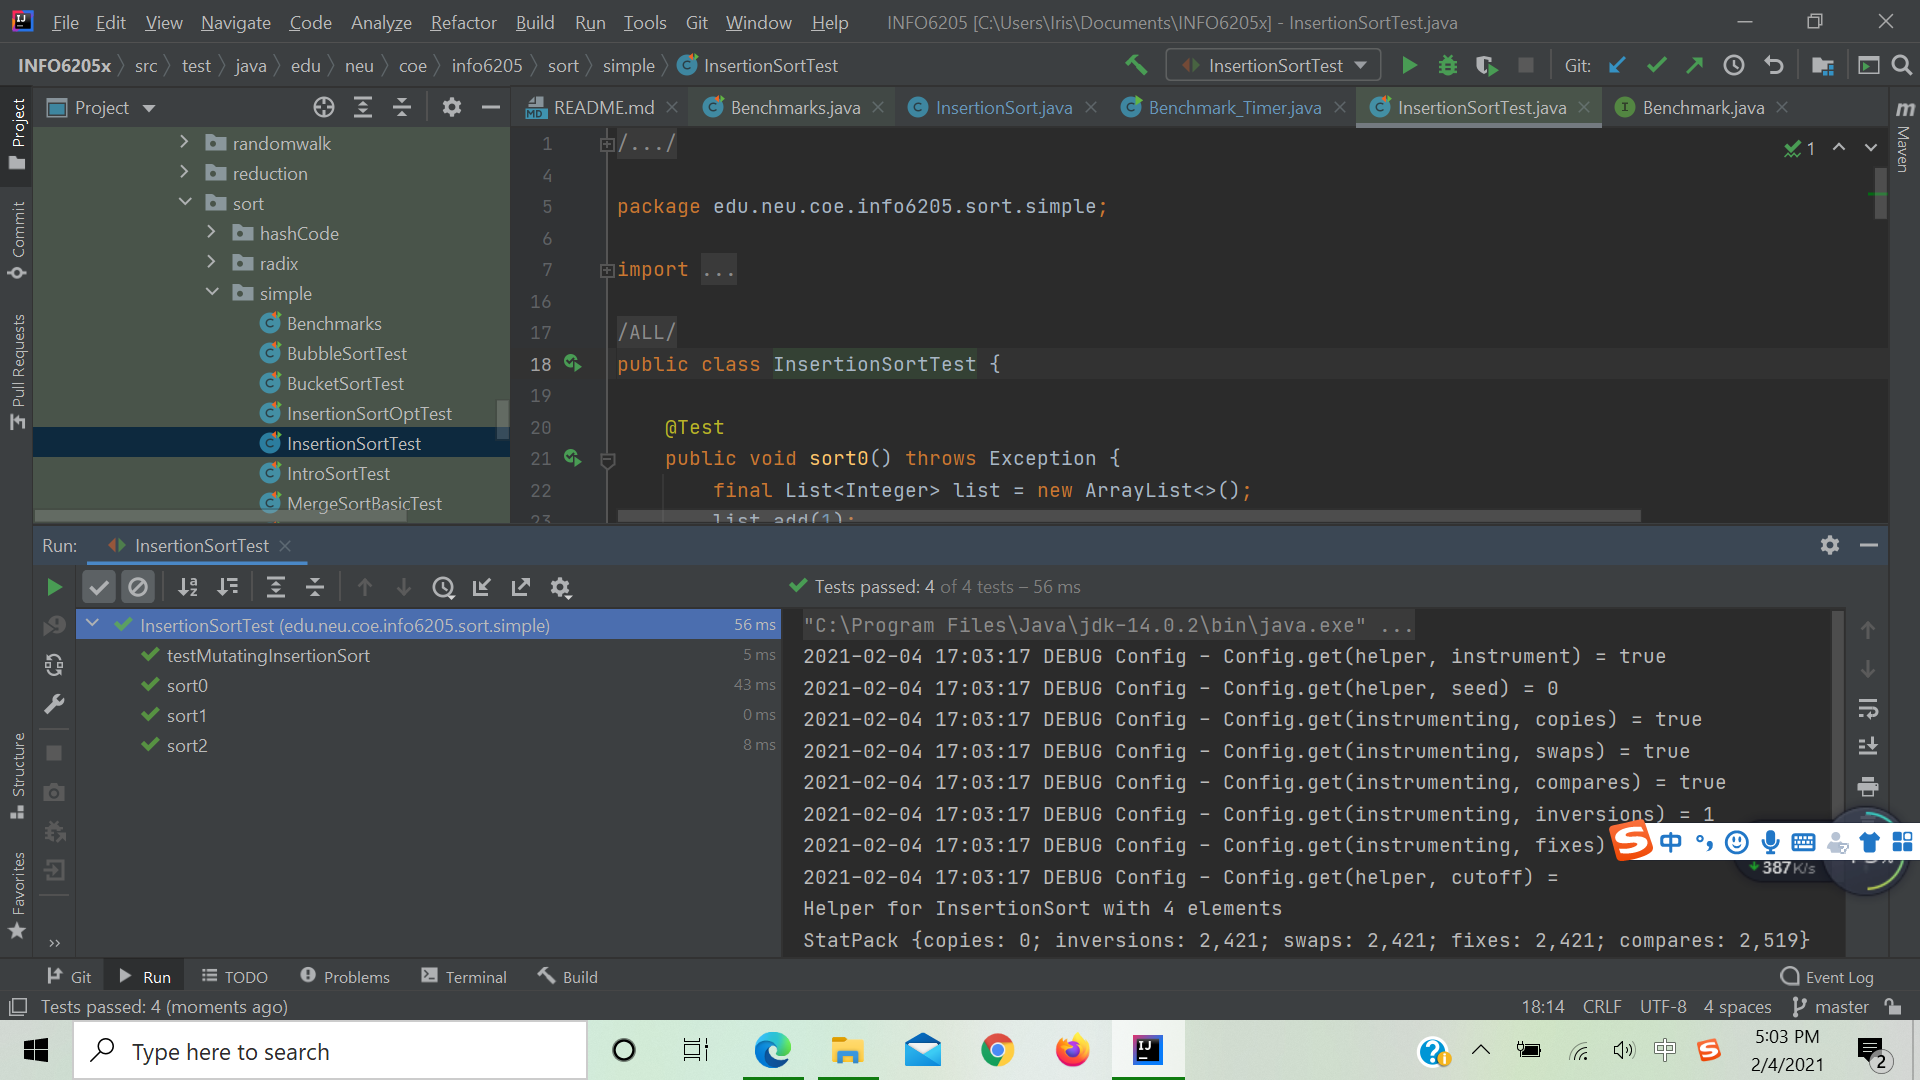 File Edit View Navigate Code Analyze Refactor Build Run Tools Git Window Help INFO6205 [C:\Users\Iris\Documents\INFO6205x] - InsertionSortTest.java
INFO6205x src test java edu neu coe info6205 sort simple InsertionSortTest InsertionSortTest Git:
Project README.md Benchmarks.java InsertionSort.java Benchmark_Timer.java InsertionSortTest.java Benchmark.java
Project
Commit
Pull Requests
Structure
Favorites
Maven
randomwalk
reduction
sort
hashCode
radix
simple
Benchmarks
BubbleSortTest
BucketSortTest
InsertionSortOptTest
InsertionSortTest
IntroSortTest
MergeSortBasicTest
1 /.../
1
4
5 package edu.neu.coe.info6205.sort.simple;
6
7 import ...
16
17 /ALL/
18 public class InsertionSortTest {
19
20 @Test
21 public void sort0() throws Exception {
22 final List<Integer> list = new ArrayList<>();
23 list.add(1);
Run: InsertionSortTest
Tests passed: 4 of 4 tests – 56 ms
InsertionSortTest (edu.neu.coe.info6205.sort.simple) 56 ms
testMutatingInsertionSort 5 ms
sort0 43 ms
sort1 0 ms
sort2 8 ms
"C:\Program Files\Java\jdk-14.0.2\bin\java.exe" ...
2021-02-04 17:03:17 DEBUG Config - Config.get(helper, instrument) = true
2021-02-04 17:03:17 DEBUG Config - Config.get(helper, seed) = 0
2021-02-04 17:03:17 DEBUG Config - Config.get(instrumenting, copies) = true
2021-02-04 17:03:17 DEBUG Config - Config.get(instrumenting, swaps) = true
2021-02-04 17:03:17 DEBUG Config - Config.get(instrumenting, compares) = true
2021-02-04 17:03:17 DEBUG Config - Config.get(instrumenting, inversions) = 1
2021-02-04 17:03:17 DEBUG Config - Config.get(instrumenting, fixes)
2021-02-04 17:03:17 DEBUG Config - Config.get(helper, cutoff) =
Helper for InsertionSort with 4 elements
StatPack {copies: 0; inversions: 2,421; swaps: 2,421; fixes: 2,421; compares: 2,519}
中
387K/s
Git Run TODO Problems Terminal Build Event Log
Tests passed: 4 (moments ago) 18:14 CRLF UTF-8 4 spaces master
Type here to search
中
5:03 PM
2/4/2021
2